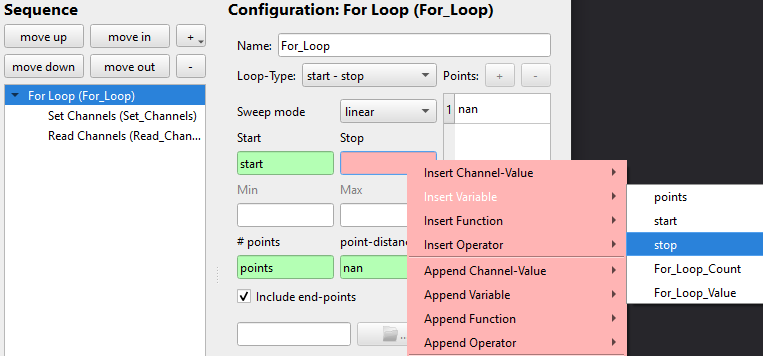 Sequence
move up
move in
+
move down
move out
-
For Loop (For_Loop)
Set Channels (Set_Channels)
Read Channels (Read_Chan...
Configuration: For Loop (For_Loop)
Name:
For_Loop
Loop-Type:
start - stop
Points:
+
-
Sweep mode
linear
1
nan
Start
Stop
start
Min
Max
# points
point-distan
points
nan
Include end-points
..
Insert Channel-Value
Insert Variable
Insert Function
Insert Operator
Append Channel-Value
Append Variable
Append Function
Append Operator
points
start
stop
For_Loop_Count
For_Loop_Value